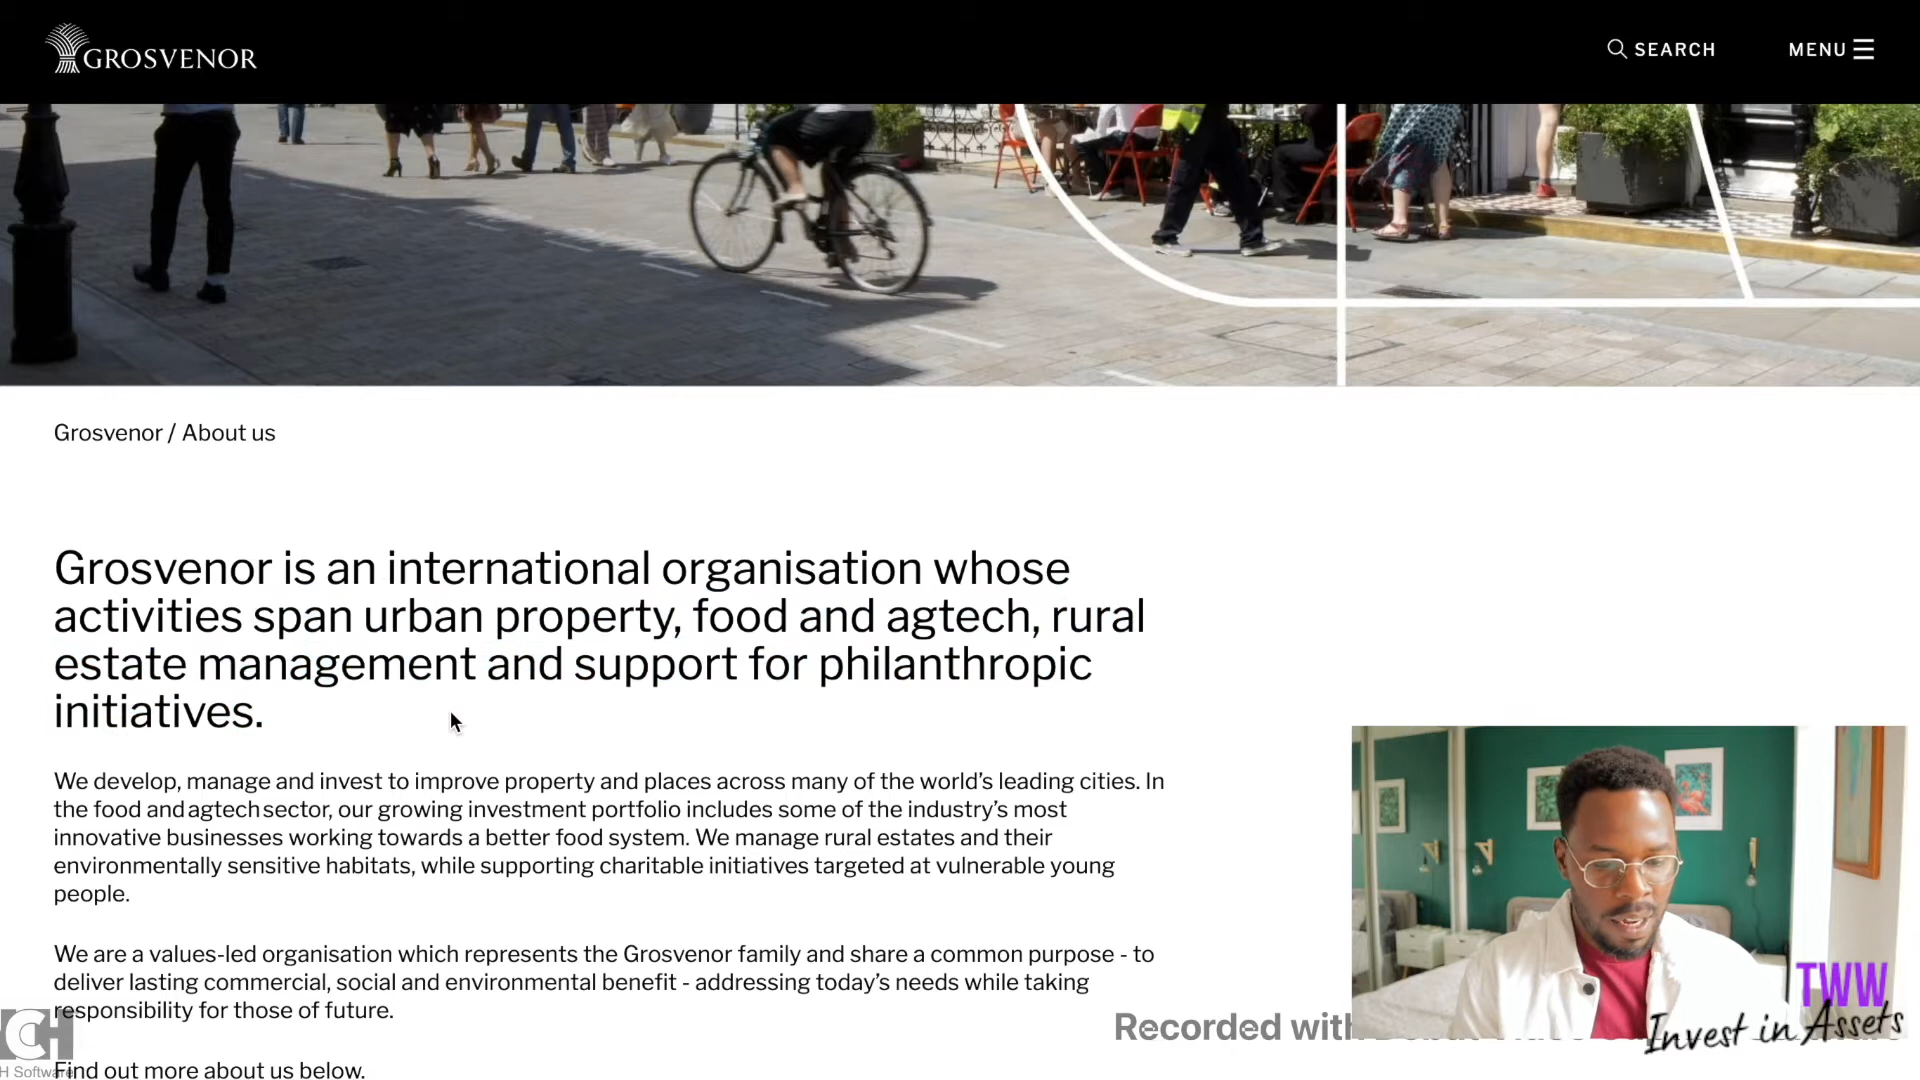 GROSVENOR
SEARCH
MENU
Grosvenor / About us
Grosvenor is an international organisation whose
activities span urban property, food and agtech, rural
estate management and support for philanthropic
initiatives.
We develop, manage and invest to improve property and places across many of the world's leading cities. In
the food and agtech sector, our growing investment portfolio includes some of the industry's most
innovative businesses working towards a better food system. We manage rural estates and their
environmentally sensitive habitats, while supporting charitable initiatives targeted at vulnerable young
people.
We are a values-led organisation which represents the Grosvenor family and share a common purpose - to
deliver lasting commercial, social and environmental benefit - addressing today's needs while taking
responsibility for those of future.
Find out more about us below.
Recorded with
TWW
Invest in Assets
H Software